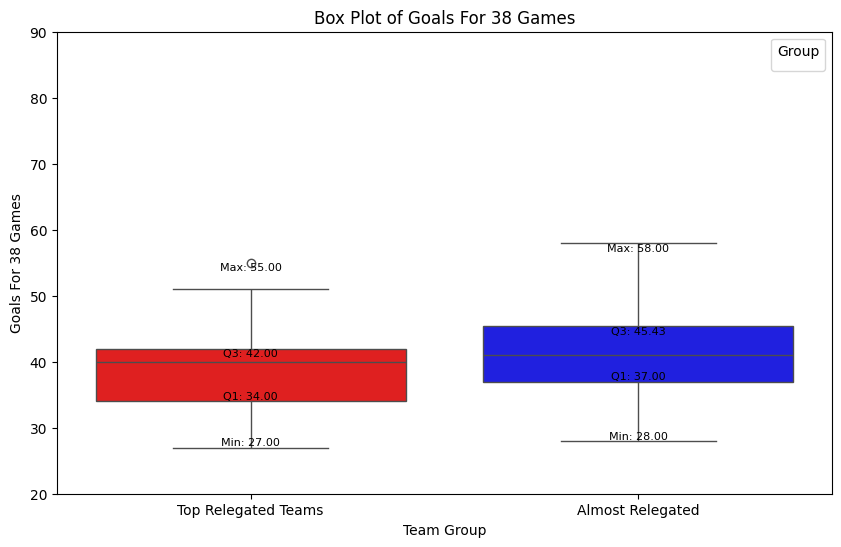 Box Plot of Goals For 38 Games
Group
90
80
70
60
50
40
30
20
Goals For 38 Games
Max: 55.00
Q3: 42.00
Q1: 34.00
Min: 27.00
Max: 58.00
Q3: 45.43
Q1: 37.00
Min: 28.00
Top Relegated Teams
Almost Relegated
Team Group